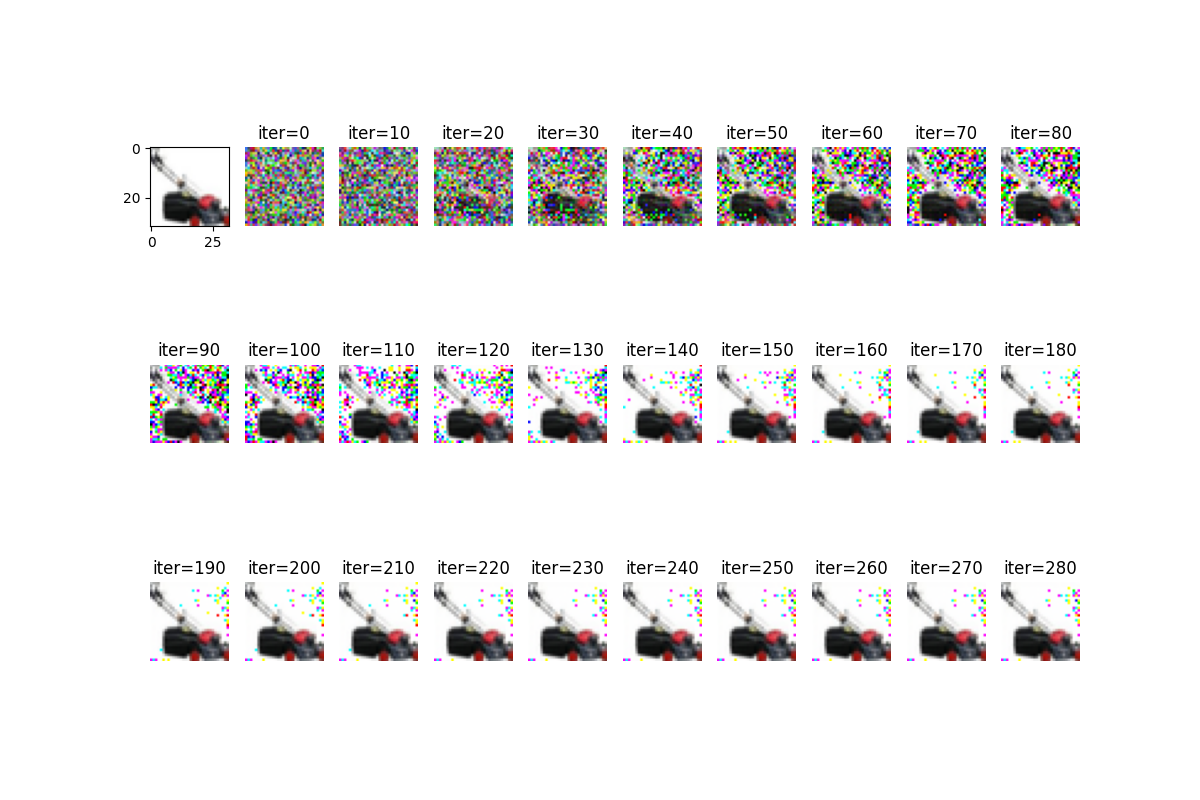 iter=0 iter=10 iter=20 iter=30 iter=40 iter=50 iter=60 iter=70 iter=80
0
20
0 25
iter=90 iter=100 iter=110 iter=120 iter=130 iter=140 iter=150 iter=160 iter=170 iter=180
iter=190 iter=200 iter=210 iter=220 iter=230 iter=240 iter=250 iter=260 iter=270 iter=280